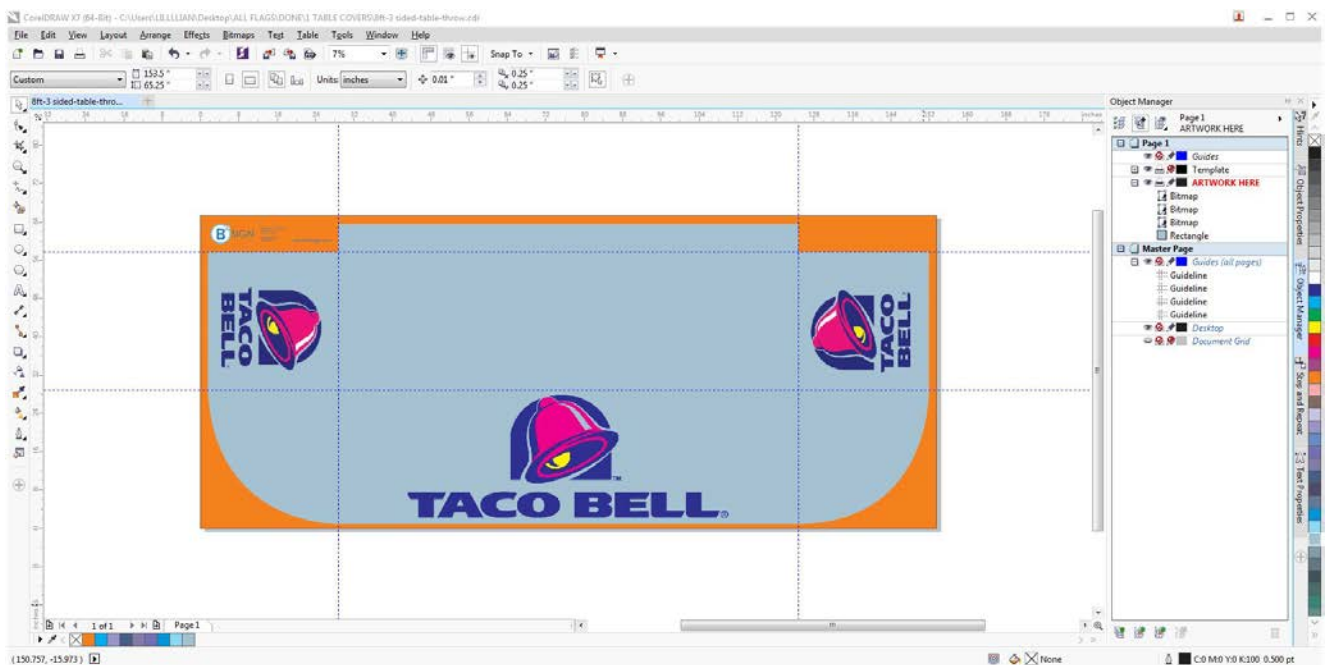 CorelDRAW X7 (64-Bit) - C:\Users\LILLLIAN\Desktop\ALL FLAGS\DONE\1 TABLE COVERS\8ft-3 sided-table-throw.cdr
File Edit View Layout Arrange Effects Bitmaps Text Table Tools Window Help
7% Snap To
Custom 153.5 " 65.25 " Units: inches 0.01 " 0.25 " 0.25 "
8ft-3 sided-table-thro...
inches
Object Manager
Page 1
ARTWORK HERE
Page 1
Guides
Template
ARTWORK HERE
Bitmap
Bitmap
Bitmap
Rectangle
Master Page
Guides (all pages)
Guideline
Guideline
Guideline
Guideline
Desktop
Document Grid
Hints
Object Properties
Object Manager
Step and Repeat
Text Properties
B SIGN
TACO
BELL
TACO
BELL
TACO BELL®
TM
1 of 1 Page 1
(150.757, -15.973)
None
C:0 M:0 Y:0 K:100 0.500 pt